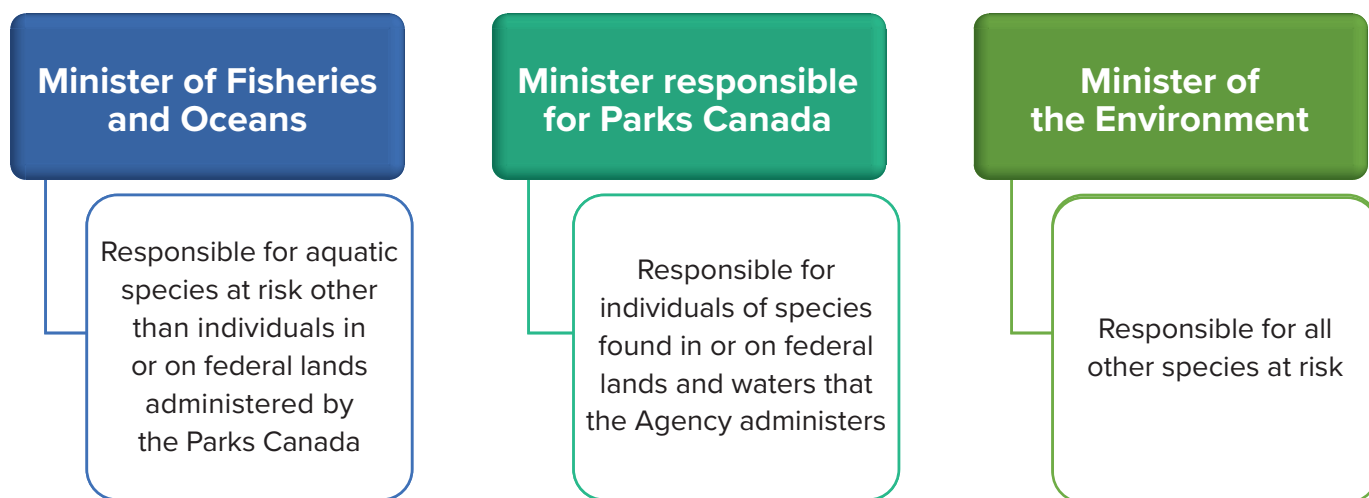 Minister of Fisheries
and Oceans
Responsible for aquatic
species at risk other
than individuals in
or on federal lands
administered by
the Parks Canada
Minister responsible
for Parks Canada
Responsible for
individuals of species
found in or on federal
lands and waters that
the Agency administers
Minister of
the Environment
Responsible for all
other species at risk